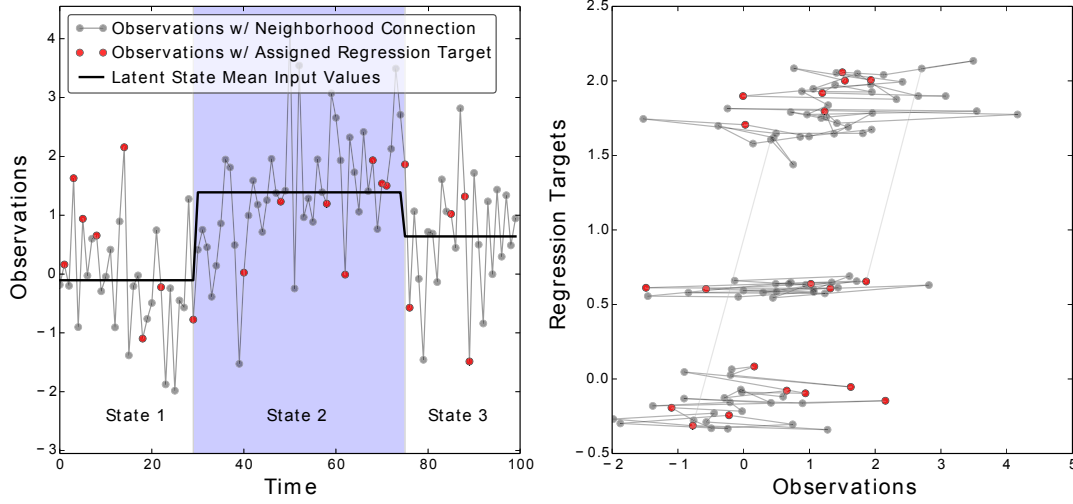 Observations w/ Neighborhood Connection
Observations w/ Assigned Regression Target
Latent State Mean Input Values
4
3
2
1
0
−1
−2
−3
Observations
State 1
State 2
State 3
0
20
40
60
80
100
Time
2.5
2.0
1.5
1.0
0.5
0.0
−0.5
Regression Targets
−2
−1
0
1
2
3
4
5
Observations